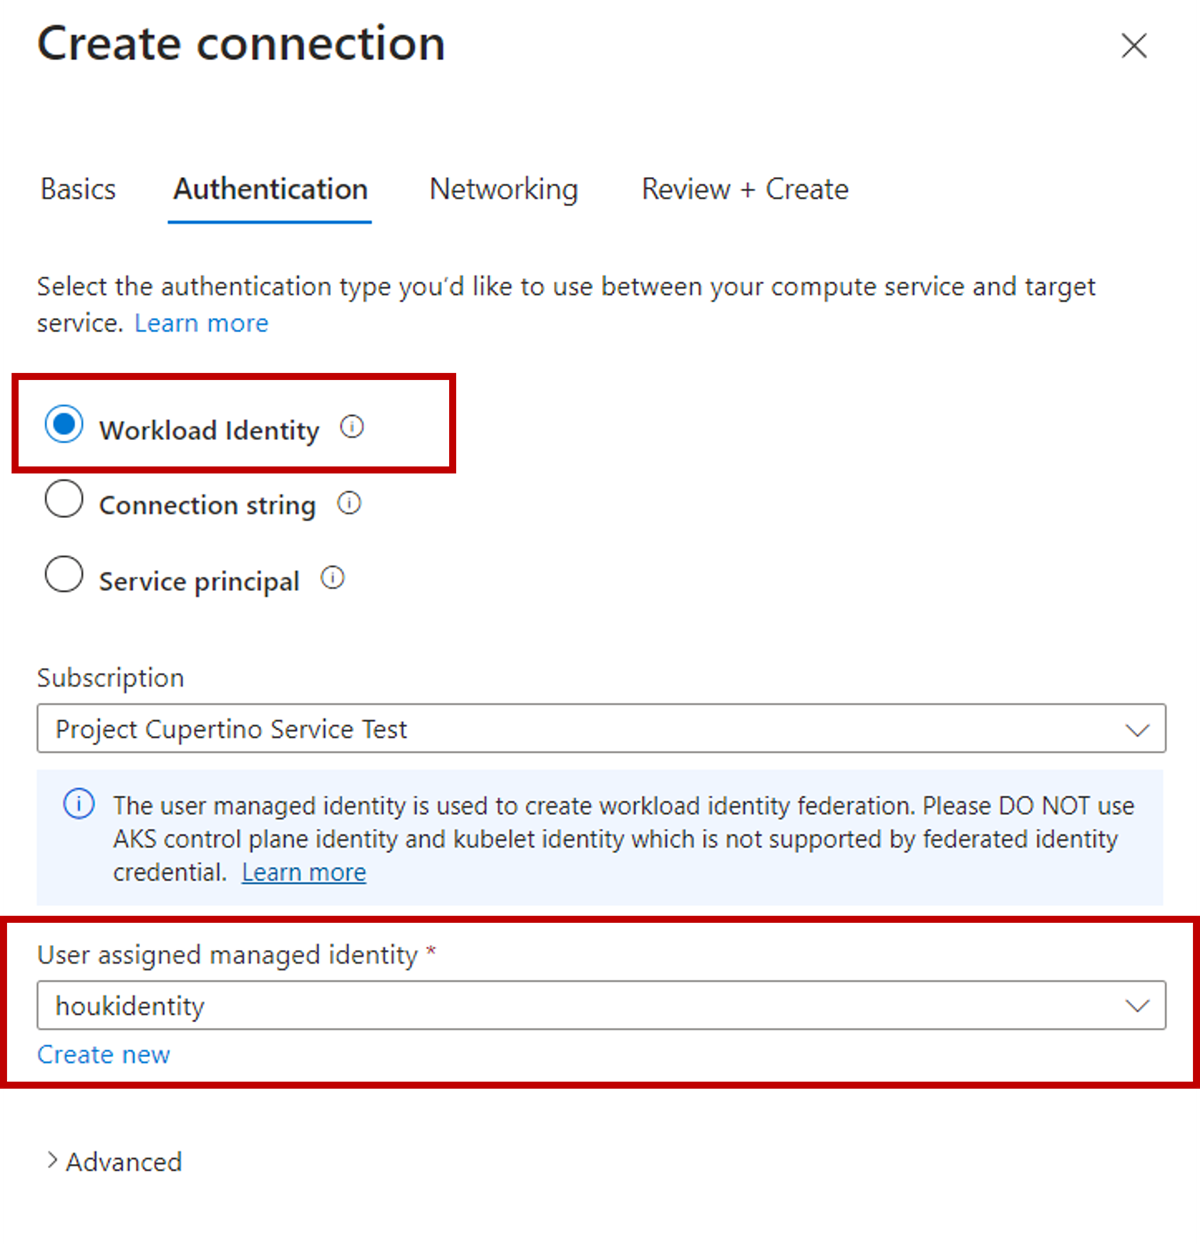 Create connection
Basics Authentication Networking Review + Create
Select the authentication type you’d like to use between your compute service and target
service. Learn more
Workload Identity
Connection string
Service principal
Subscription
Project Cupertino Service Test
The user managed identity is used to create workload identity federation. Please DO NOT use
AKS control plane identity and kubelet identity which is not supported by federated identity
credential. Learn more
User assigned managed identity *
houkidentity
Create new
Advanced